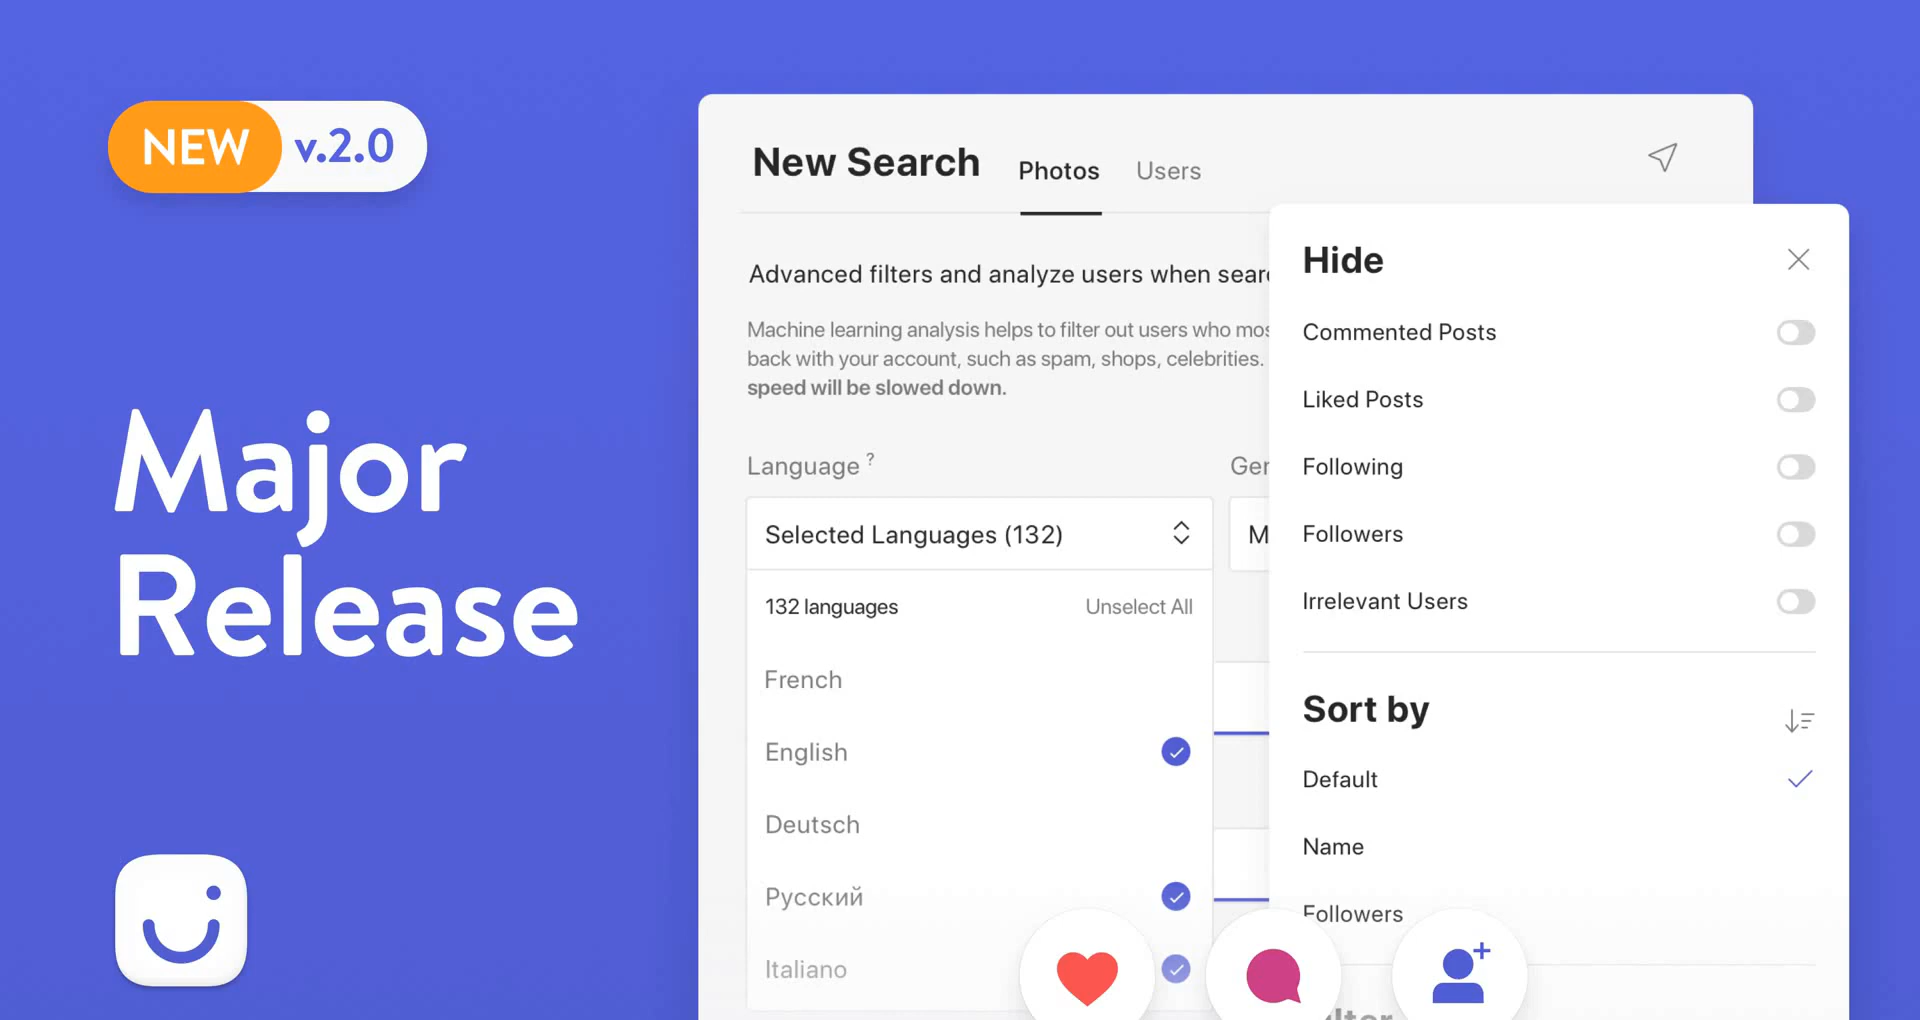 NEW v.2.0
Major
Release
New Search Photos Users
Advanced filters and analyze users when sear
Machine learning analysis helps to filter out users who mos
back with your account, such as spam, shops, celebrities.
speed will be slowed down.
Language ?
Ger
Selected Languages (132)
M
132 languages Unselect All
French
English
Deutsch
Русский
Italiano
Hide
Commented Posts
Liked Posts
Following
Followers
Irrelevant Users
Sort by
Default
Name
Followers